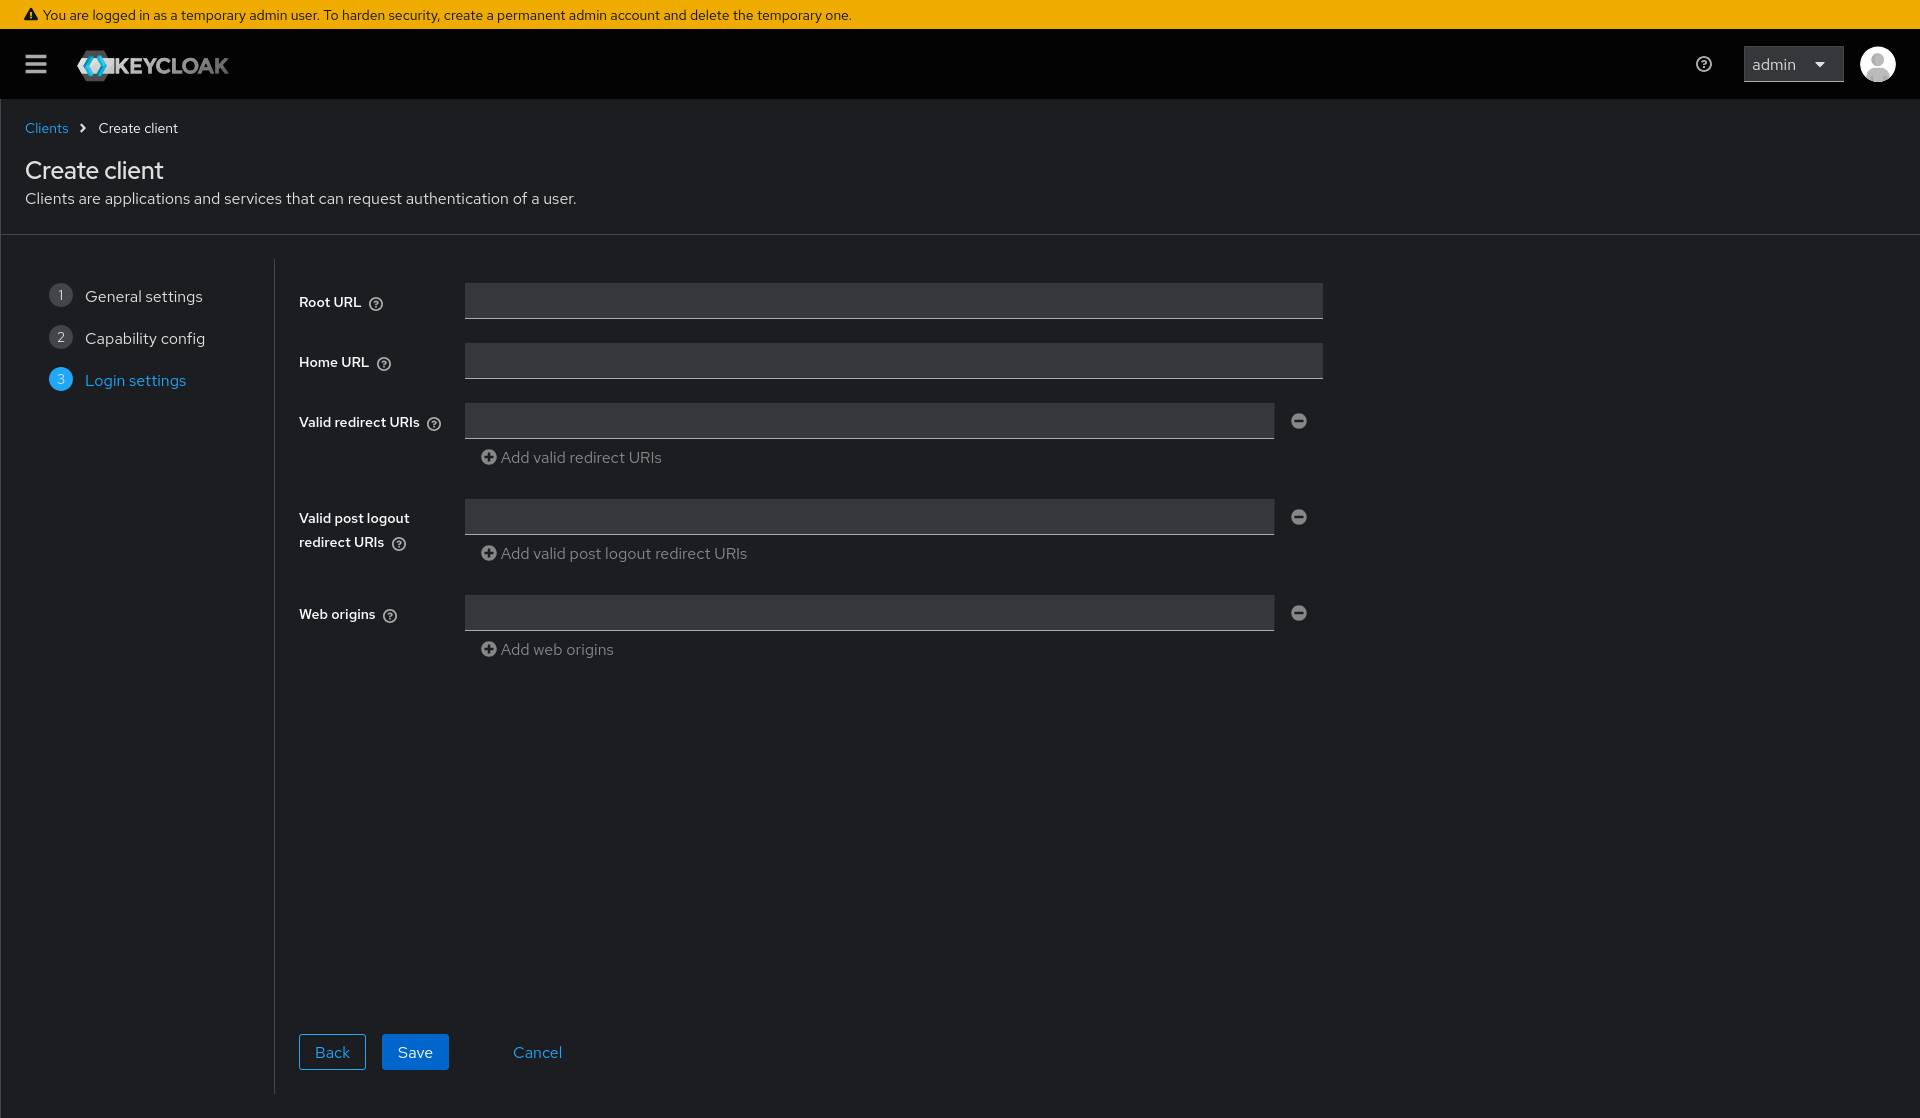 You are logged in as a temporary admin user. To harden security, create a permanent admin account and delete the temporary one.
KEYCLOAK
admin
Clients
Create client
Create client
Clients are applications and services that can request authentication of a user.
1 General settings
2 Capability config
3 Login settings
Root URL
Home URL
Valid redirect URIs
Add valid redirect URIs
Valid post logout
redirect URIs
Add valid post logout redirect URIs
Web origins
Add web origins
Back
Save
Cancel